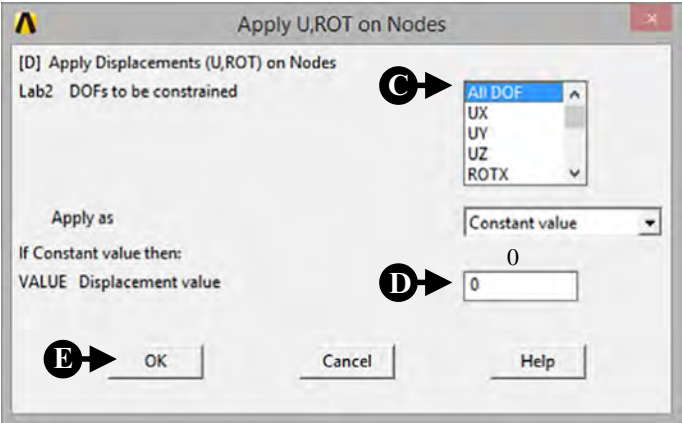 Apply U,ROT on Nodes
[D] Apply Displacements (U,ROT) on Nodes
Lab2 DOFs to be constrained
C
All DOF
UX
UY
UZ
ROTX
Apply as
Constant value
If Constant value then:
0
VALUE Displacement value
D
0
E
OK
Cancel
Help